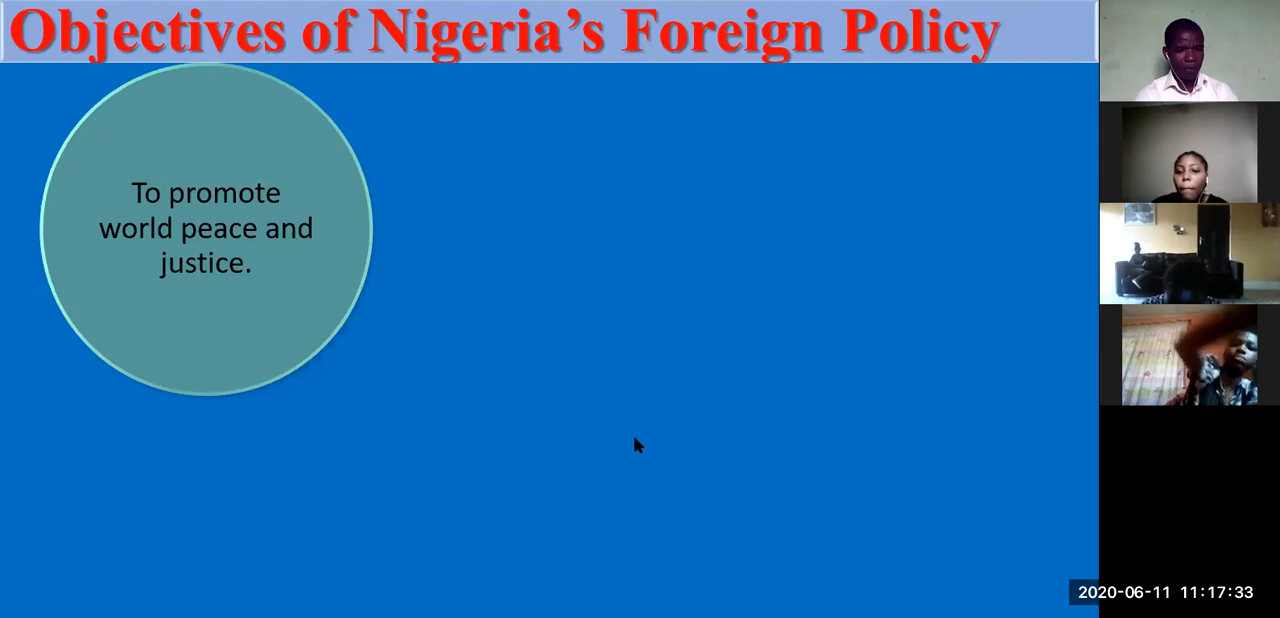 Objectives of Nigeria’s Foreign Policy
To promote
world peace and
justice.
2020-06-11 11:17:33